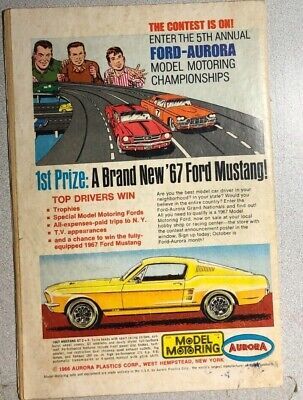 THE CONTEST IS ON!
ENTER THE 5TH ANNUAL
FORD-AURORA
MODEL MOTORING
CHAMPIONSHIPS
1st Prize: A Brand New '67 Ford Mustang!
TOP DRIVERS WIN
• Trophies
• Special Model Motoring Fords
• All-expenses-paid trips to N. Y.
• T.V. appearances
• and a chance to win the fully-
equipped 1967 Ford Mustang
Are you the best model car driver in your
neighborhood? in your state? Would you
believe in the entire country? Enter the
Ford-Aurora Grand Nationals and find out!
All you need to qualify is a 1967 Model
Motoring Ford, now on sale at your local
hobby shop or racing center—the store with
the contest announcement poster in the
window. Sign up today; October is
Ford-Aurora month!
1967 MUSTANG GT 2 + 2.
MODEL
MOTORING
AURORA
© 1966 AURORA PLASTICS CORP., WEST HEMPSTEAD, NEW YORK